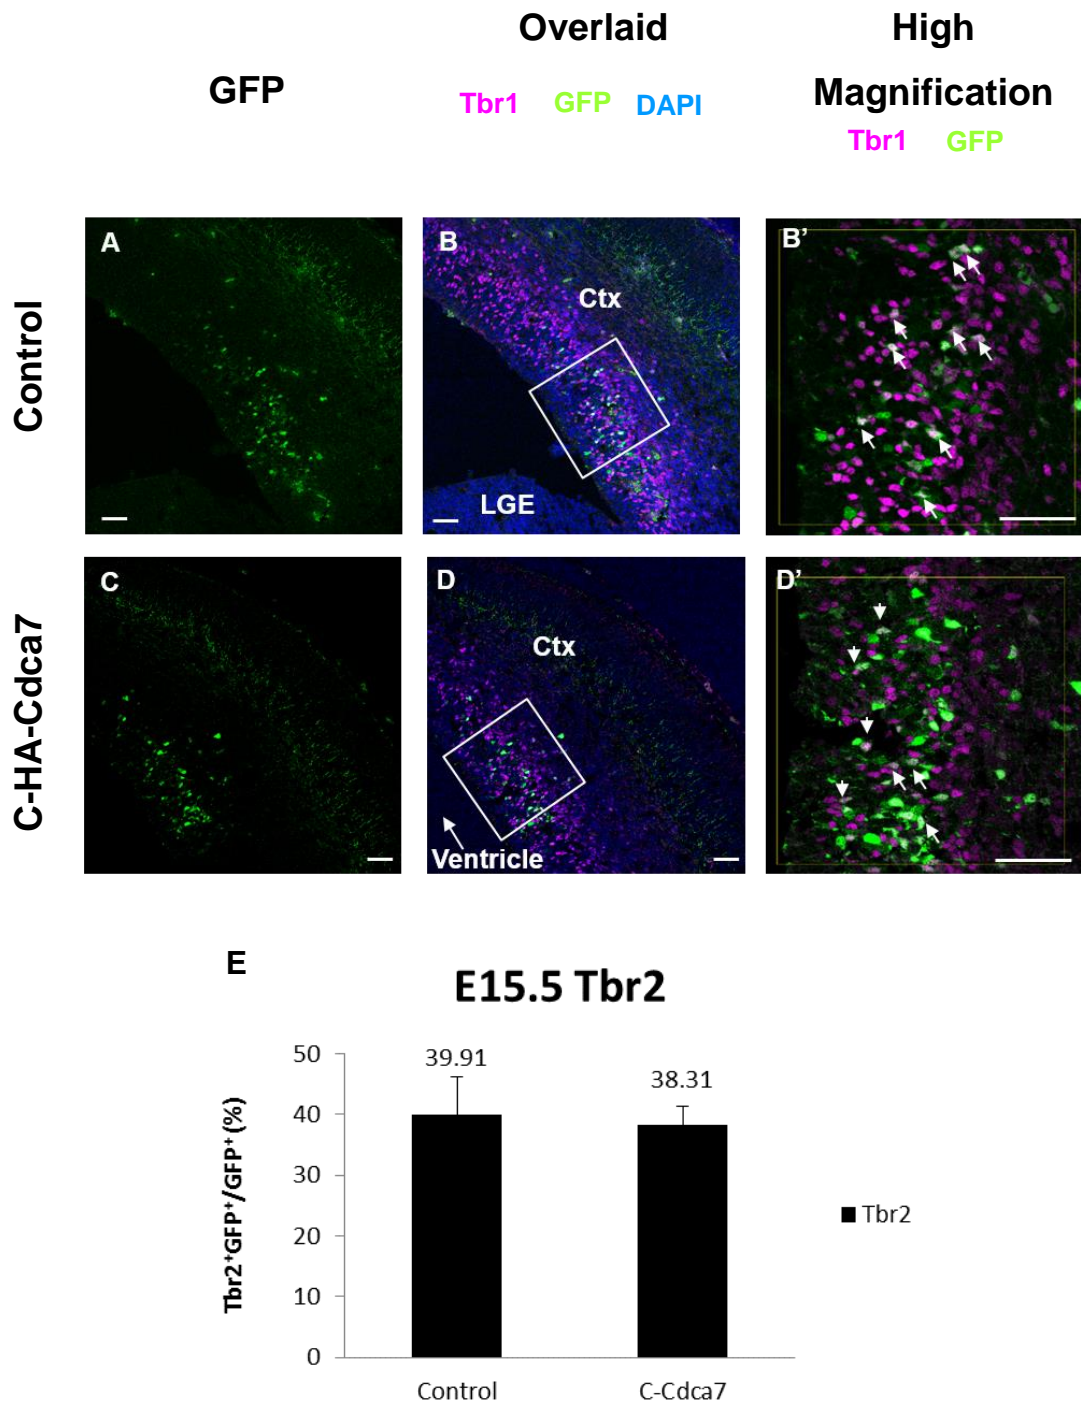 Overlaid
High
GFP
Magnification
Tbr1 GFP DAPI
Tbr1 GFP
Control
A
B
Ctx
LGE
B'
C-HA-Cdca7
C
D
Ctx
Ventricle
D'
E
E15.5 Tbr2
Tbr2⁺GFP⁺/GFP⁺(%)
50
40
30
20
10
0
39.91
38.31
Control
C-Cdca7
Tbr2